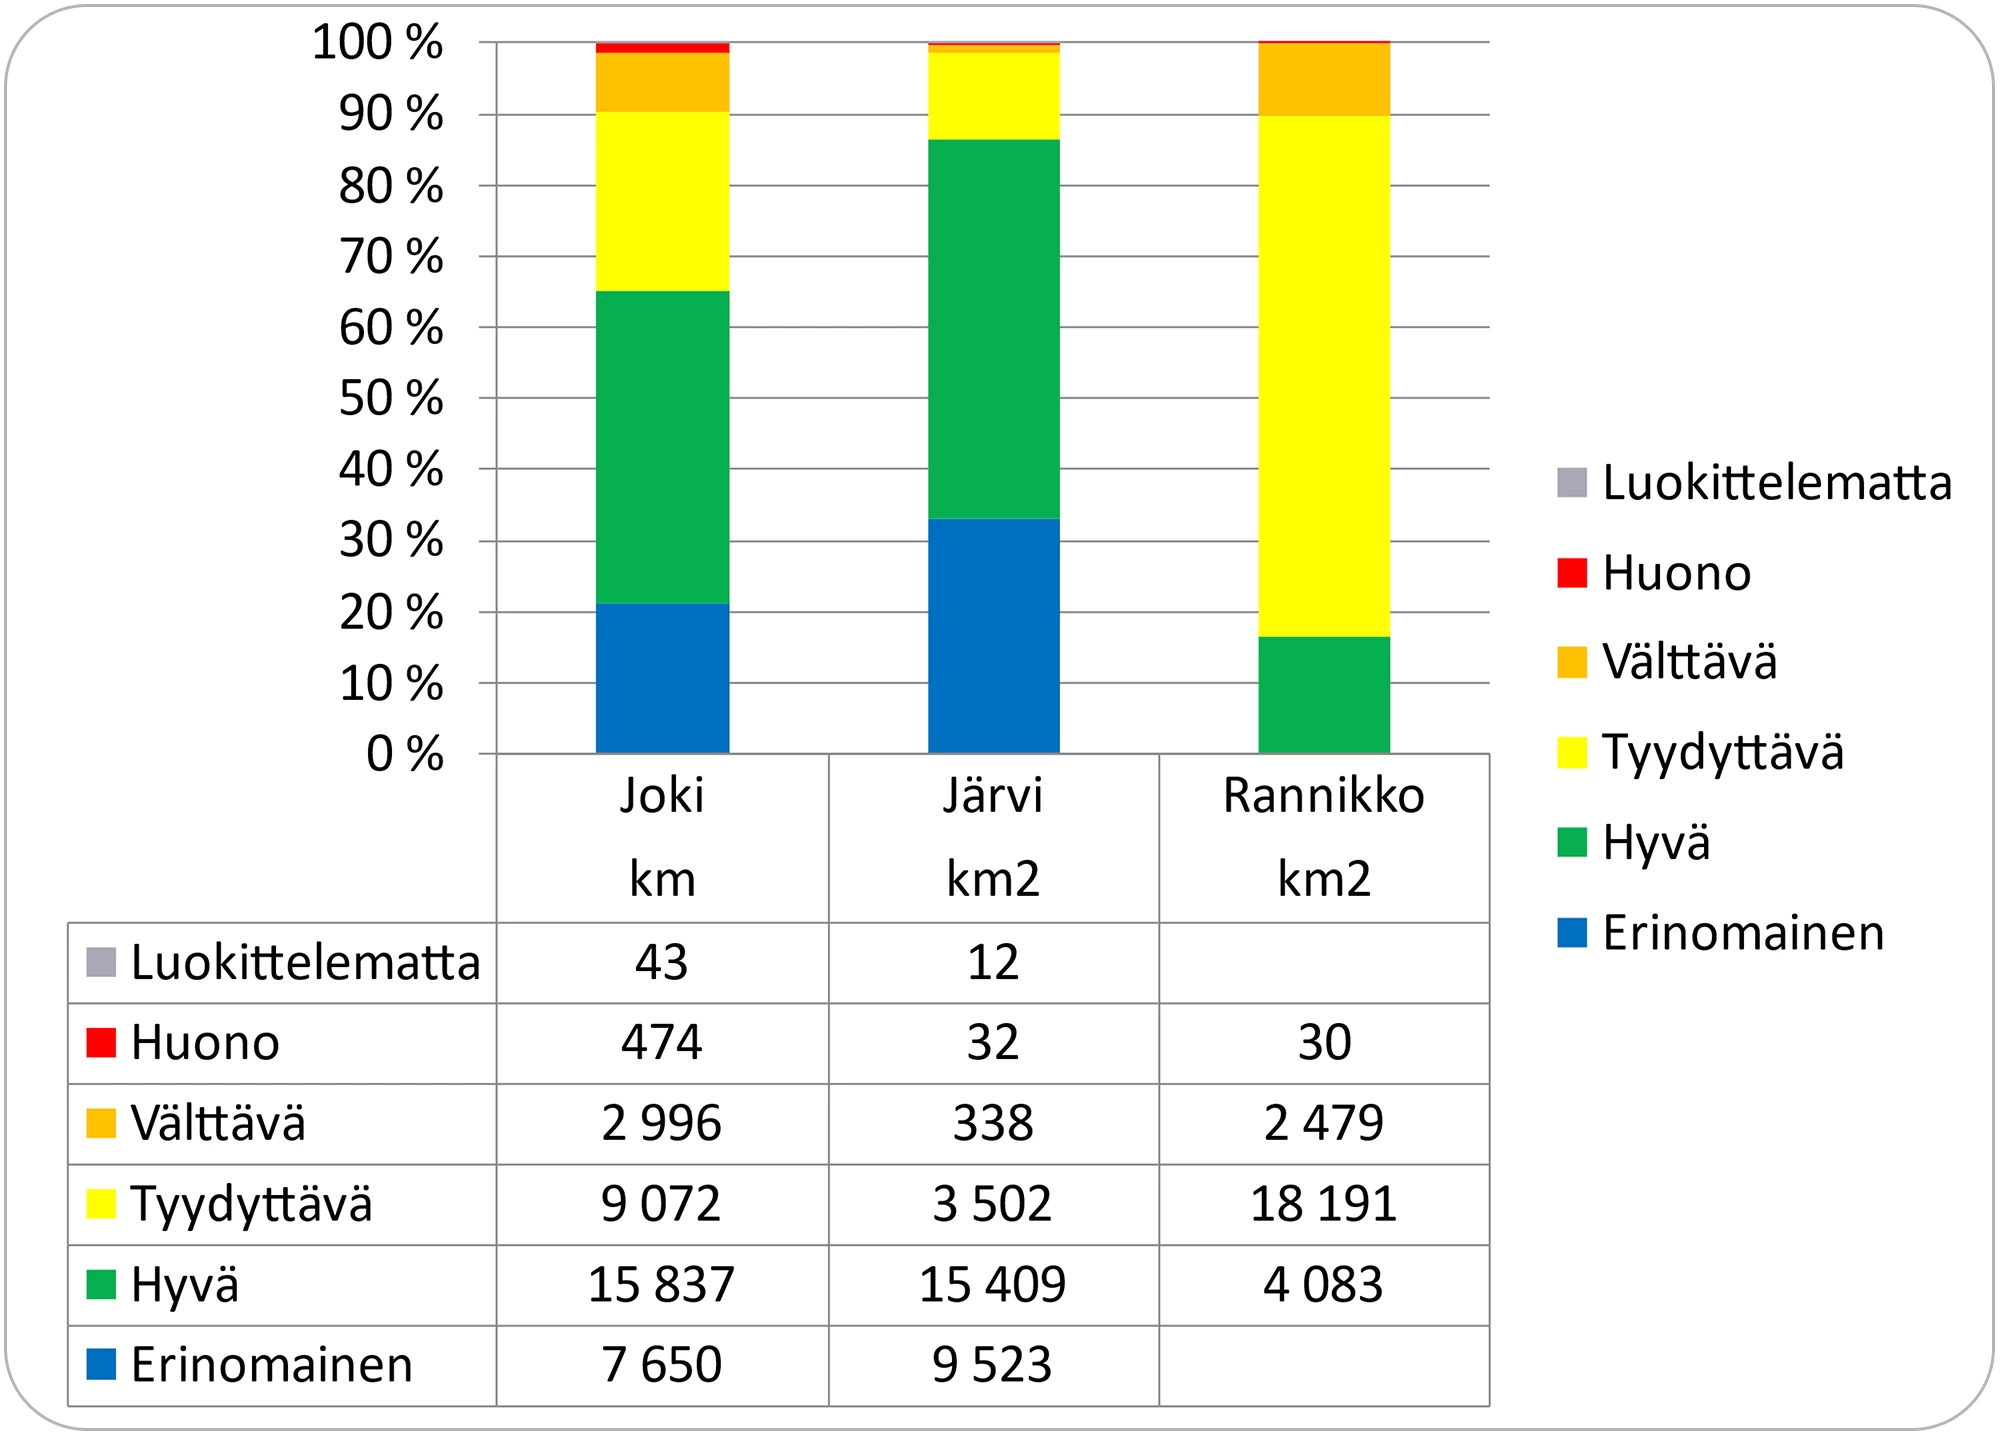 100 %
90 %
80 %
70 %
60 %
50 %
40 %
30 %
20 %
10 %
0 %
Joki Järvi Rannikko
km km2 km2
Luokittelematta 43 12
Huono 474 32 30
Välttävä 2 996 338 2 479
Tyydyttävä 9 072 3 502 18 191
Hyvä 15 837 15 409 4 083
Erinomainen 7 650 9 523
Luokittelematta
Huono
Välttävä
Tyydyttävä
Hyvä
Erinomainen